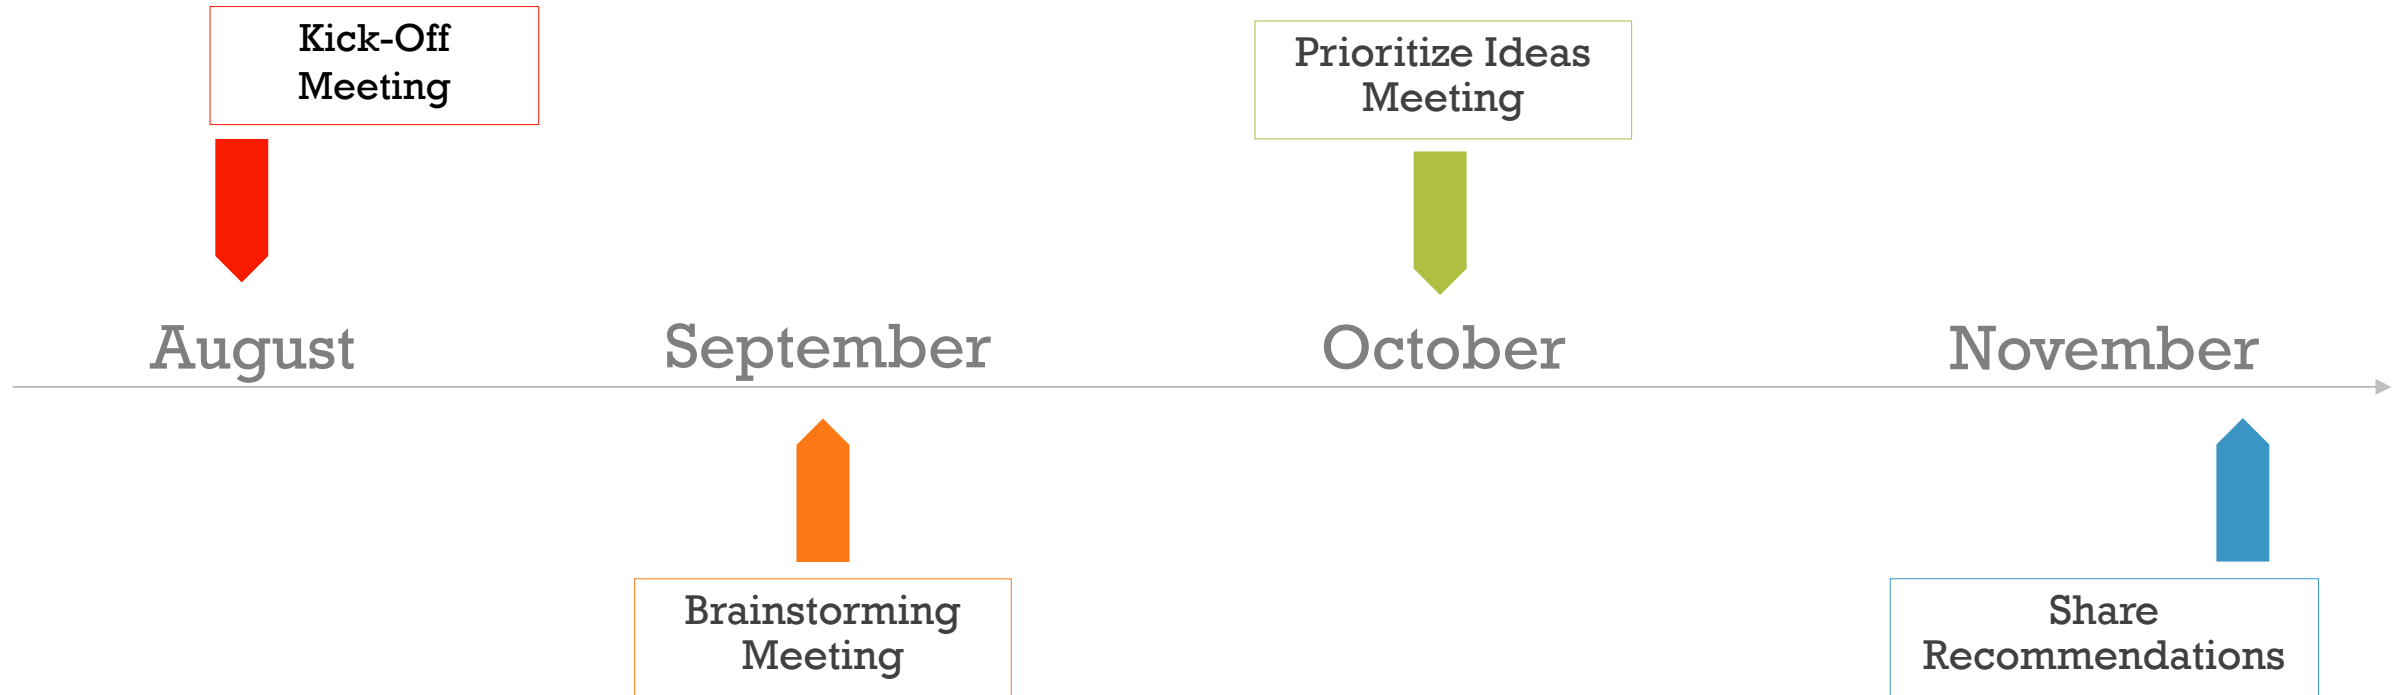 Kick-Off
Meeting
Prioritize Ideas
Meeting
August
September
October
November
Brainstorming
Meeting
Share
Recommendations